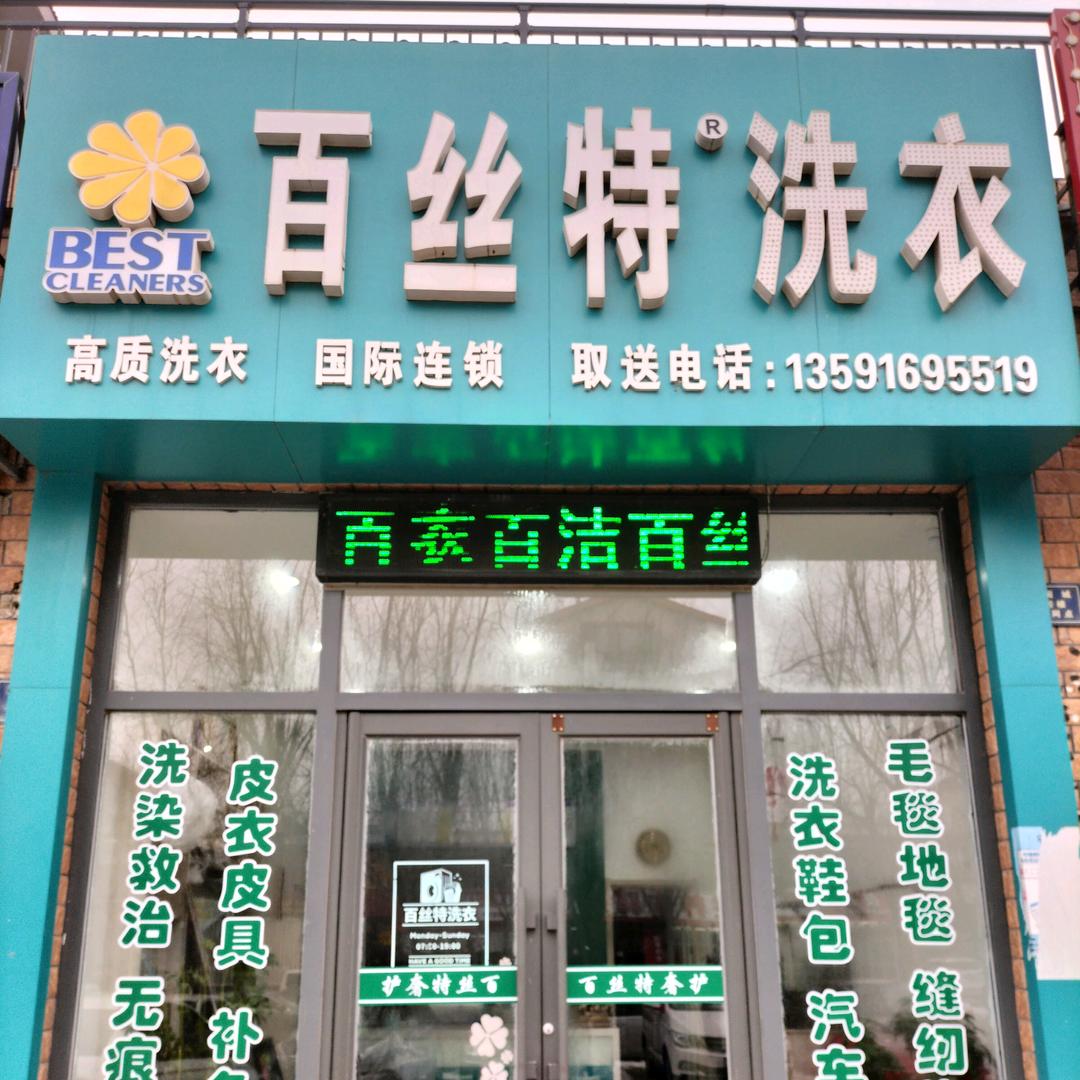 百丝特®洗衣
BEST
CLEANERS
高质洗衣 国际连锁 取送电话:13591695519
百衣百洁百丝
洗染救治 无痕
皮衣皮具 补
百丝特洗衣
Monday-Sunday
HAVE A GOOD TIME
百丝特奢护
百丝特奢护
洗衣鞋包 汽车
毛毯地毯 缝纫